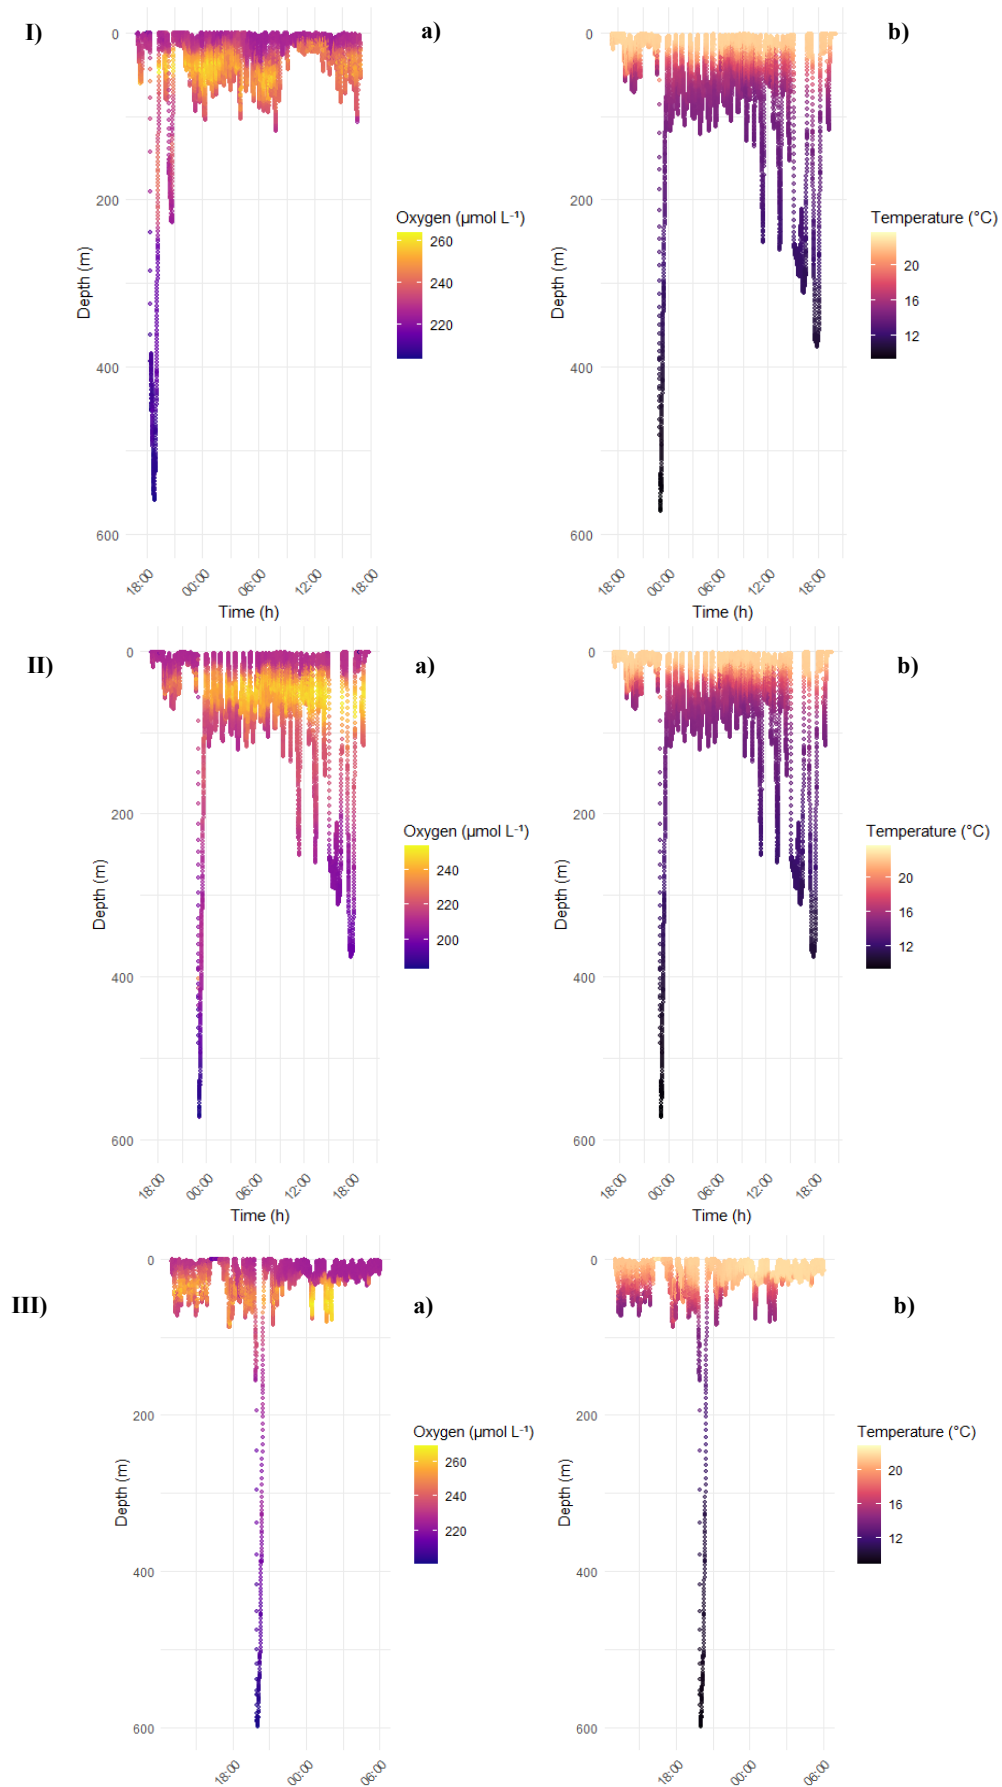 I) a) b)
0
200
400
600
Depth (m)
Oxygen (µmol L⁻¹)
260
240
220
18:00 00:00 06:00 12:00 18:00
Time (h)
0
200
400
600
Depth (m)
Temperature (°C)
20
16
12
18:00 00:00 06:00 12:00 18:00
Time (h)
II) a) b)
0
200
400
600
Depth (m)
Oxygen (µmol L⁻¹)
240
220
200
18:00 00:00 06:00 12:00 18:00
Time (h)
0
200
400
600
Depth (m)
Temperature (°C)
20
16
12
18:00 00:00 06:00 12:00 18:00
Time (h)
III) a) b)
0
200
400
600
Depth (m)
Oxygen (µmol L⁻¹)
260
240
220
18:00 00:00 06:00
0
200
400
600
Depth (m)
Temperature (°C)
20
16
12
18:00 00:00 06:00